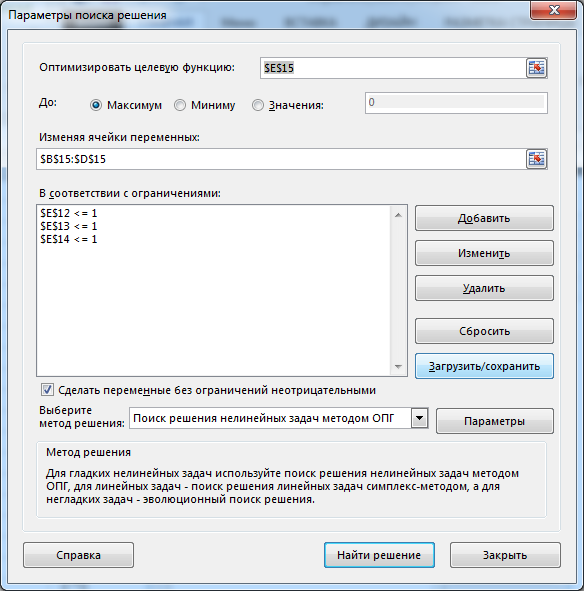 Параметры поиска решения
Оптимизировать целевую функцию: $E$15
До: Максимум Миниму Значения: 0
Изменяя ячейки переменных:
$B$15:$D$15
В соответствии с ограничениями:
$E$12 <= 1
$E$13 <= 1
$E$14 <= 1
Добавить
Изменить
Удалить
Сбросить
Загрузить/сохранить
Сделать переменные без ограничений неотрицательными
Выберите
метод решения: Поиск решения нелинейных задач методом ОПГ Параметры
Метод решения
Для гладких нелинейных задач используйте поиск решения нелинейных задач методом
ОПГ, для линейных задач - поиск решения линейных задач симплекс-методом, а для
негладких задач - эволюционный поиск решения.
Справка Найти решение Закрыть